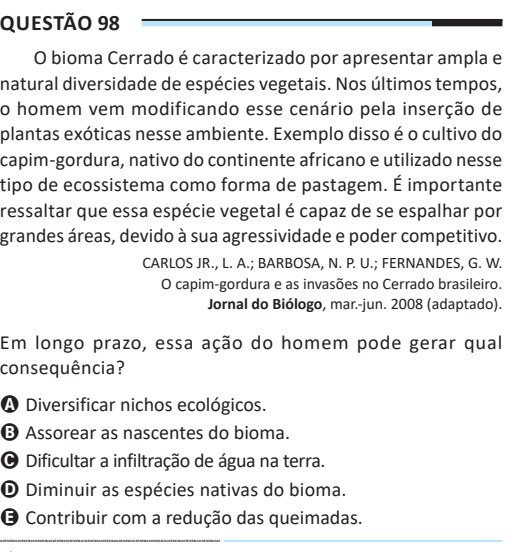 QUESTÃO 98
O bioma Cerrado é caracterizado por apresentar ampla e
natural diversidade de espécies vegetais. Nos últimos tempos,
o homem vem modificando esse cenário pela inserção de
plantas exóticas nesse ambiente. Exemplo disso é o cultivo do
capim-gordura, nativo do continente africano e utilizado nesse
tipo de ecossistema como forma de pastagem. É importante
ressaltar que essa espécie vegetal é capaz de se espalhar por
grandes áreas, devido à sua agressividade e poder competitivo.
CARLOS JR., L. A.; BARBOSA, N. P. U.; FERNANDES, G. W.
O capim-gordura e as invasões no Cerrado brasileiro.
Jornal do Biólogo, mar.-jun. 2008 (adaptado).
Em longo prazo, essa ação do homem pode gerar qual
consequência?
A Diversificar nichos ecológicos.
B Assorear as nascentes do bioma.
C Dificultar a infiltração de água na terra.
D Diminuir as espécies nativas do bioma.
E Contribuir com a redução das queimadas.